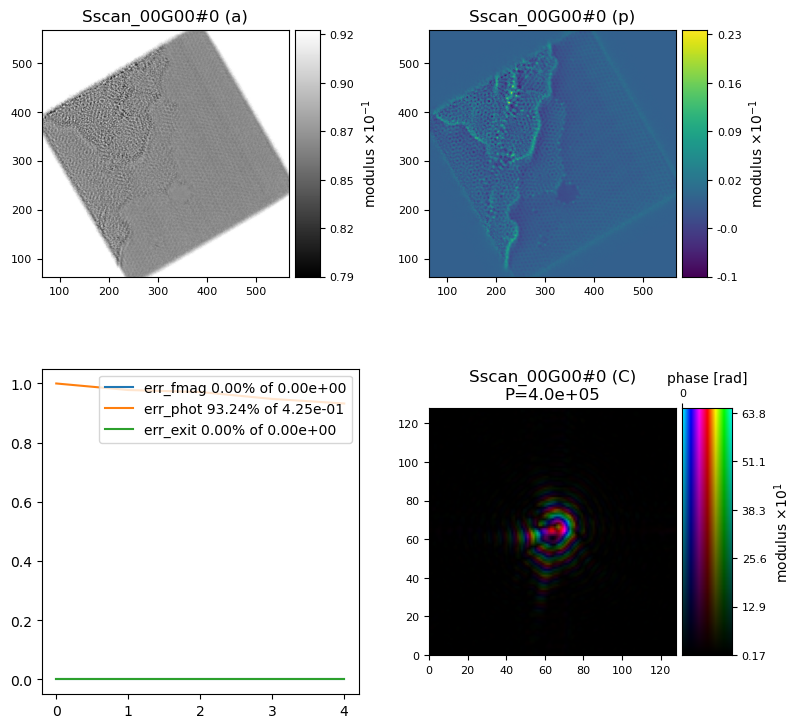 Sscan_00G00#0 (a)
500
400
300
200
100
100 200 300 400 500
0.92
0.90
0.87
0.85
0.82
0.79
modulus ×10⁻¹
Sscan_00G00#0 (p)
500
400
300
200
100
100 200 300 400 500
0.23
0.16
0.09
0.02
-0.0
-0.1
modulus ×10⁻¹
1.0
0.8
0.6
0.4
0.2
0.0
0 1 2 3 4
err_fmag 0.00% of 0.00e+00
err_phot 93.24% of 4.25e-01
err_exit 0.00% of 0.00e+00
Sscan_00G00#0 (C)
P=4.0e+05
120
100
80
60
40
20
0
0 20 40 60 80 100 120
phase [rad]
0
63.8
51.1
38.3
25.6
12.9
0.17
modulus ×10¹